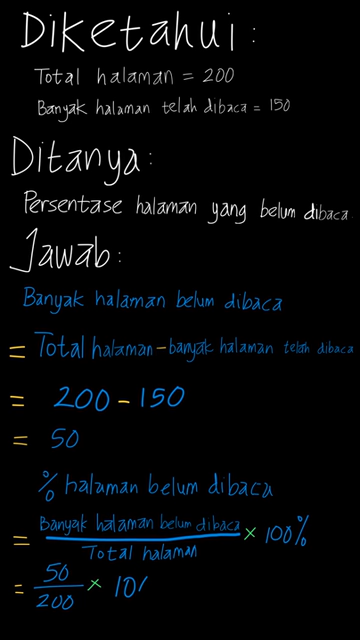 Diketahui:
Total halaman = 200
Banyak halaman telah dibaca = 150
Ditanya:
Persentase halaman yang belum dibaca
Jawab:
Banyak halaman belum dibaca
= Total halaman - banyak halaman telah dibaca
= 200 - 150
= 50
% halaman belum dibaca
= Banyak halaman belum dibaca / Total halaman × 100%
= 50 / 200 × 10